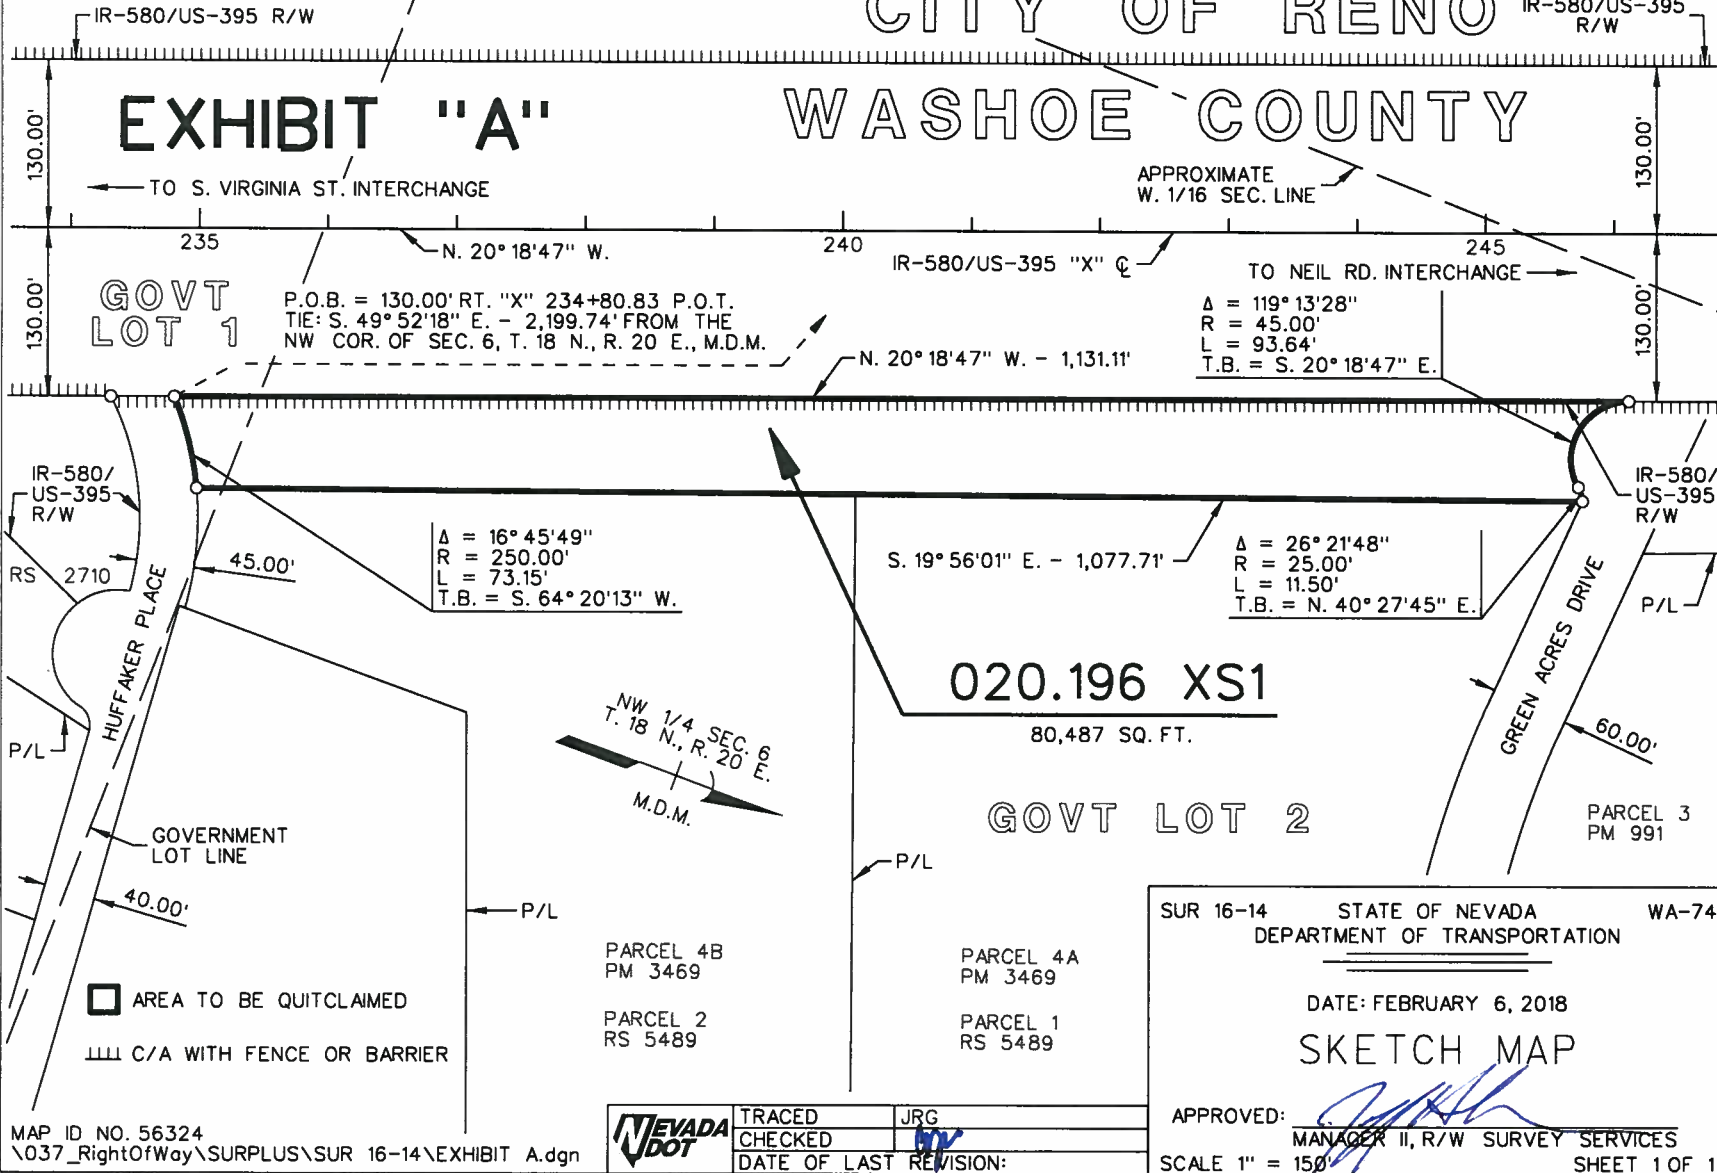 IR-580/US-395 R/W
CITY OF RENO
IR-580/US-395
R/W
EXHIBIT "A"
WASHOE COUNTY
130.00'
130.00'
TO S. VIRGINIA ST. INTERCHANGE
APPROXIMATE
W. 1/16 SEC. LINE
235
240
245
N. 20° 18'47" W.
IR-580/US-395 "X" ℄
TO NEIL RD. INTERCHANGE
GOVT
LOT 1
130.00'
130.00'
P.O.B. = 130.00' RT. "X" 234+80.83 P.O.T.
TIE: S. 49° 52'18" E. - 2,199.74' FROM THE
NW COR. OF SEC. 6, T. 18 N., R. 20 E., M.D.M.
Δ = 119° 13'28"
R = 45.00'
L = 93.64'
T.B. = S. 20° 18'47" E.
N. 20° 18'47" W. - 1,131.11'
IR-580/
US-395
R/W
IR-580/
US-395
R/W
RS 2710
45.00'
Δ = 16° 45'49"
R = 250.00'
L = 73.15'
T.B. = S. 64° 20'13" W.
S. 19° 56'01" E. - 1,077.71'
Δ = 26° 21'48"
R = 25.00'
L = 11.50'
T.B. = N. 40° 27'45" E.
P/L
HUFFAKER PLACE
GREEN ACRES DRIVE
020.196 XS1
80,487 SQ. FT.
NW 1/4 SEC. 6
T. 18 N., R. 20 E.
M.D.M.
P/L
60.00'
GOVT LOT 2
PARCEL 3
PM 991
GOVERNMENT
LOT LINE
P/L
40.00'
P/L
PARCEL 4B
PM 3469
PARCEL 4A
PM 3469
PARCEL 2
RS 5489
PARCEL 1
RS 5489
AREA TO BE QUITCLAIMED
C/A WITH FENCE OR BARRIER
SUR 16-14 STATE OF NEVADA WA-74
DEPARTMENT OF TRANSPORTATION
DATE: FEBRUARY 6, 2018
SKETCH MAP
APPROVED:
MANAGER II, R/W SURVEY SERVICES
SCALE 1" = 150' SHEET 1 OF 1
NEVADA
DOT
TRACED JRG
CHECKED
DATE OF LAST REVISION:
MAP ID NO. 56324
\037_RightOfWay\SURPLUS\SUR 16-14\EXHIBIT A.dgn